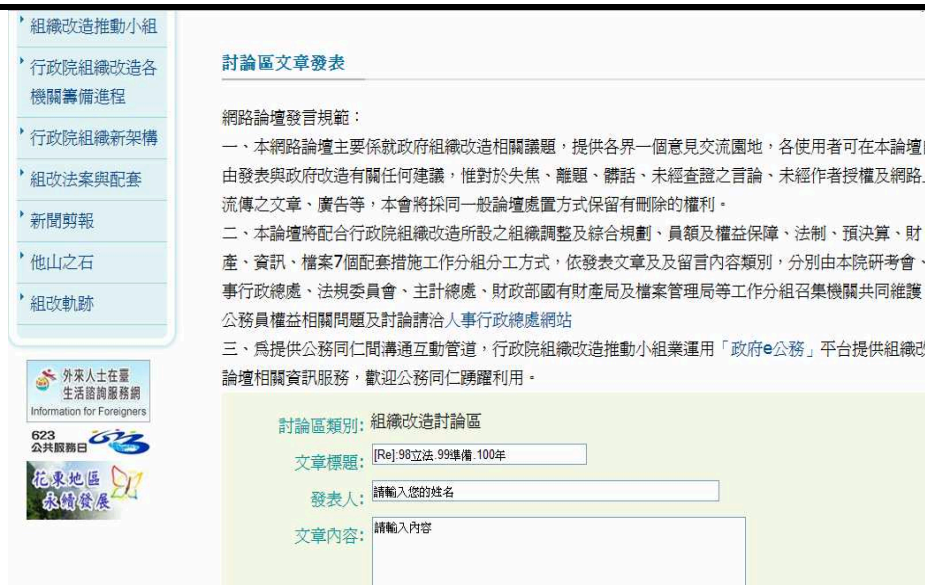 組織改造推動小組
行政院組織改造各
機關籌備進程
行政院組織新架構
組改法案與配套
新聞剪報
他山之石
組改軌跡
外來人士在臺
生活諮詢服務網
Information for Foreigners
623
公共服務日
花東地區
永續發展
討論區文章發表
網路論壇發言規範：
一、本網路論壇主要係就政府組織改造相關議題，提供各界一個意見交流園地，各使用者可在本論壇
由發表與政府改造有關任何建議，惟對於失焦、離題、髒話、未經查證之言論、未經作者授權及網路
流傳之文章、廣告等，本會將採同一般論壇處置方式保留有刪除的權利。
二、本論壇將配合行政院組織改造所設之組織調整及綜合規劃、員額及權益保障、法制、預決算、財
產、資訊、檔案7個配套措施工作分組分工方式，依發表文章及及留言內容類別，分別由本院研考會、
事行政總處、法規委員會、主計總處、財政部國有財產局及檔案管理局等工作分組召集機關共同維護
公務員權益相關問題及討論請洽人事行政總處網站
三、為提供公務同仁間溝通互動管道，行政院組織改造推動小組業運用「政府e公務」平台提供組織改
論壇相關資訊服務，歡迎公務同仁踴躍利用。
討論區類別: 組織改造討論區
文章標題: [Re]:98立法.99準備.100年
發表人: 請輸入您的姓名
文章內容: 請輸入內容